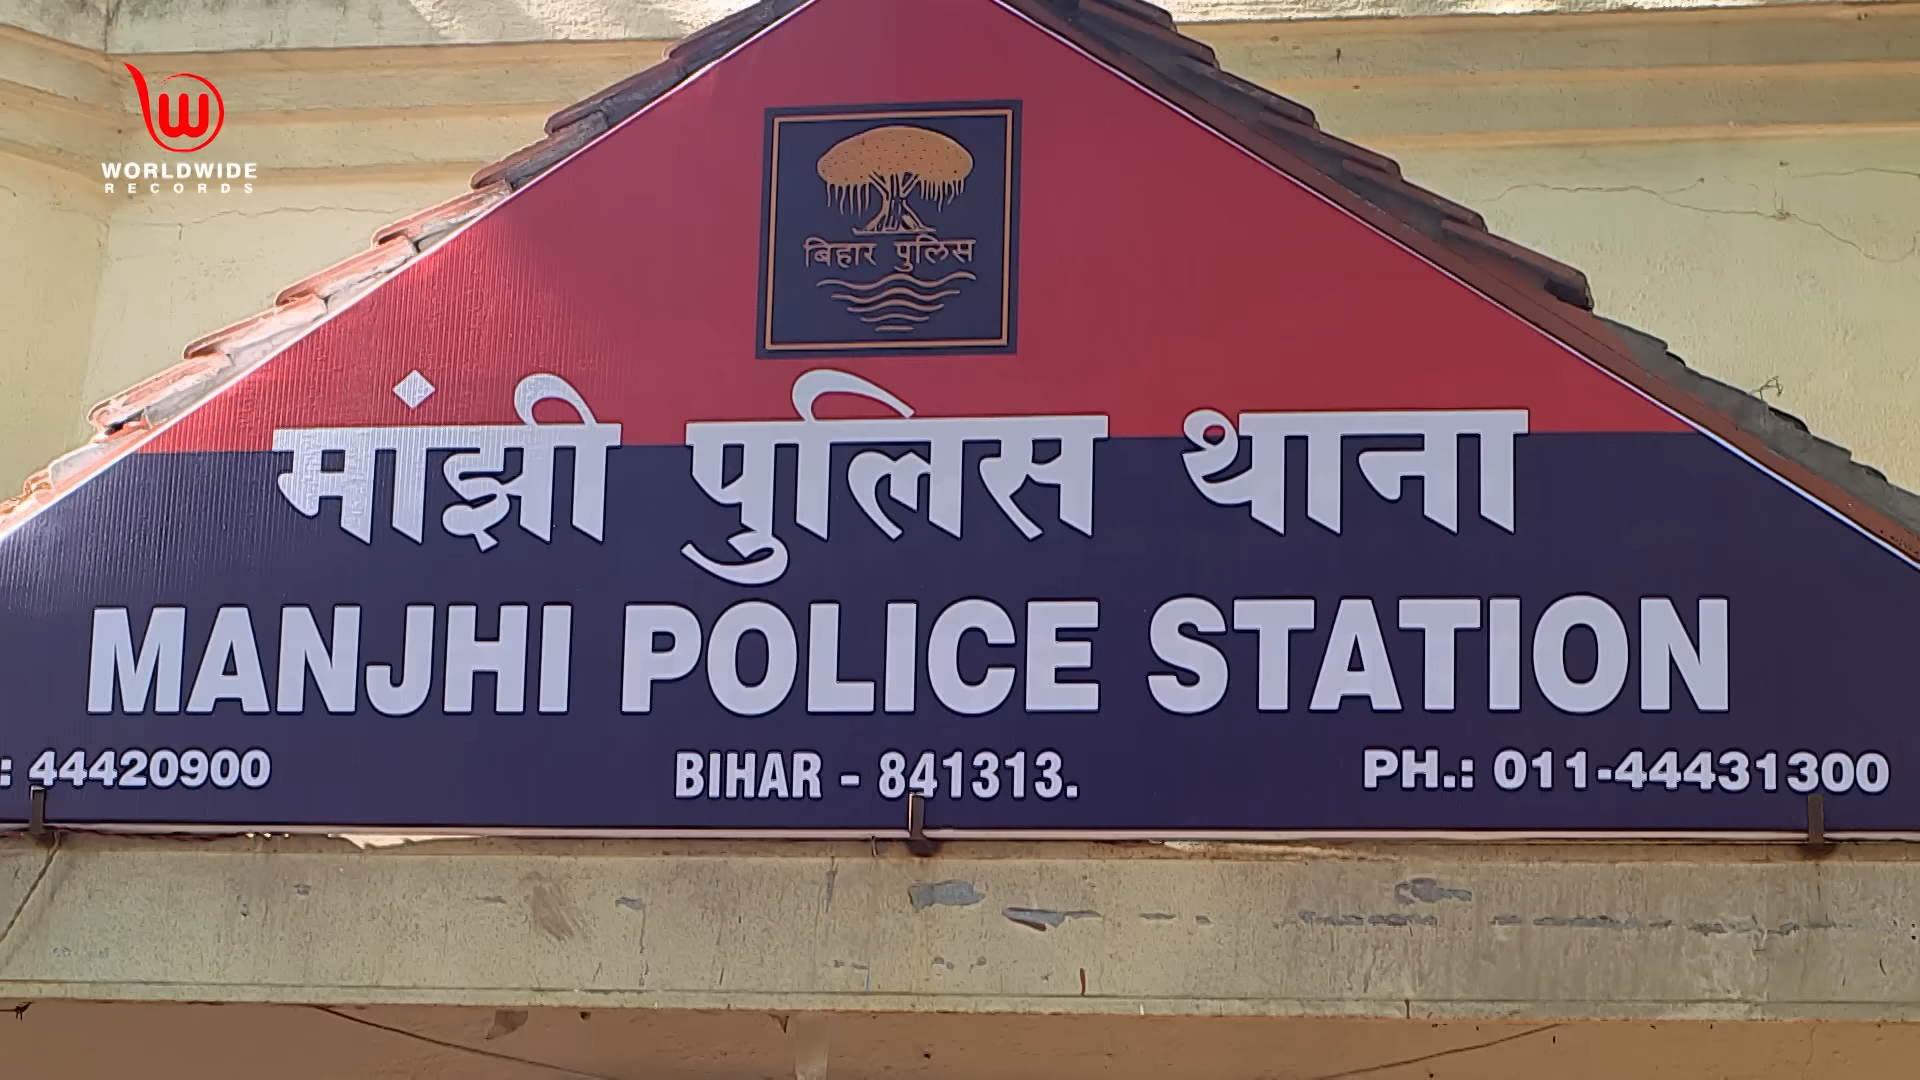 WORLDWIDE
RECORDS
बिहार पुलिस
मांझी पुलिस थाना
MANJHI POLICE STATION
: 44420900 BIHAR - 841313. PH.: 011-44431300